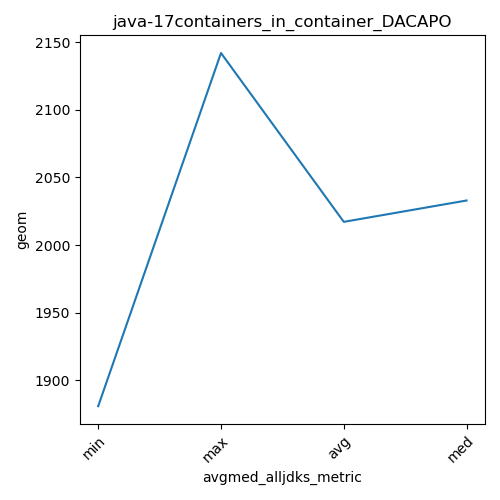 java-17containers_in_container_DACAPO
2150
2100
2050
2000
1950
1900
geom
min
max
avg
med
avgmed_alljdks_metric